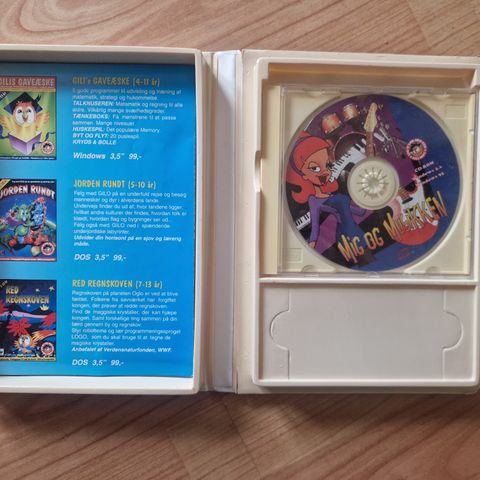 GILIS GAVEÆSKE
GILI's GAVEÆSKE (4-11 år)
5 gode programmer til udvikling og træning af
matematik, strategi og hukommelse.
TALKNUSEREN: Matematik og regning til alle
aldre. Vilkårlig mange sværhedsgrader.
TÆNKEBOKS: Få mønstrene til at passe
sammen. Mange niveauer.
HUSKESPIL: Det populære Memory.
BYT OG FLYT: 20 puslespil.
KRYDS & BOLLE
Windows 3,5" 99,-
JORDEN RUNDT
JORDEN RUNDT (5-10 år)
Følg med GILO på en underfuld rejse og besøg
mennesker og dyr i alverdens lande.
Undervejs finder du ud af, hvor landene ligger,
hvilket andre kulturer der findes, hvordan folk er
klædt, hvordan flag og bygninger ser ud.
Følg også med GILO ned i spændende
underjordiske labyrinter.
Udvider din horisont på en sjov og lærerig
måde.
DOS 3,5" 99,-
RED REGNSKOVEN
RED REGNSKOVEN (7-13 år)
Regnskoven på planeten Oglo er ved at blive
fældet. Folkene fra savværket har forgiftet
kongen, der prøver at redde regnskoven.
Find de magiske krystaller, der kan hjælpe
kongen. Saml forskellige ting sammen på din
færd gennem by og regnskov.
Styr robotteine og lær programmeringssproget
LOGO, som du skal bruge til at tegne de
magiske krystaller.
Anbefalet af Verdensnaturfonden, WWF.
DOS 3,5" 99,-
CD-ROM
Windows 95
MIG OG MUSIKKEN